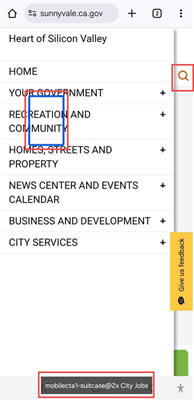 sunnyvale.ca.gov
2
Heart of Silicon Valley
HOME
YOUR GOVERNMENT +
RECREATION AND +
COMMUNITY
HOMES, STREETS AND +
PROPERTY
NEWS CENTER AND EVENTS +
CALENDAR
BUSINESS AND DEVELOPMENT +
CITY SERVICES +
Give us feedback
mobilecta1-suitcase@2x City Jobs